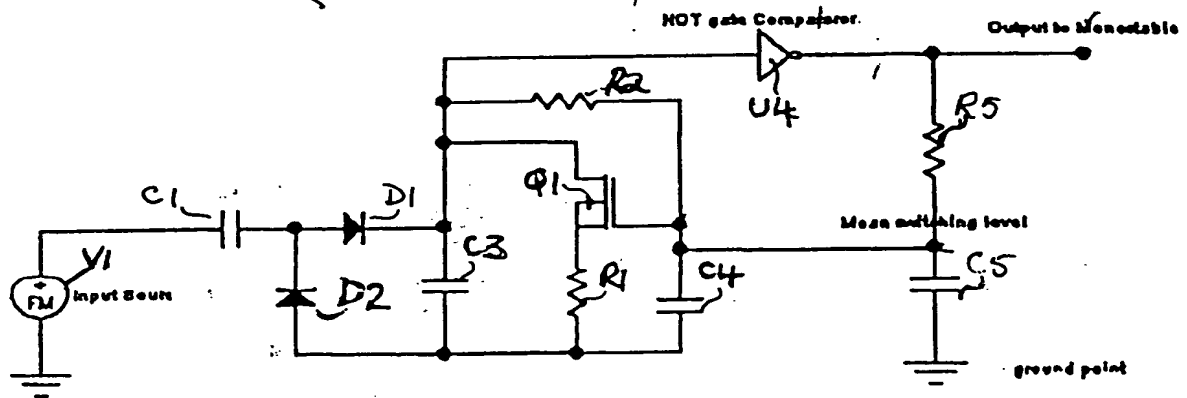 NOT gate Comparator.
Output to Monostable
R2
U4
R5
Q1
C1
D1
Mean switching level
V1
C3
R1
C4
C5
FM
Input Sourc
D2
ground point